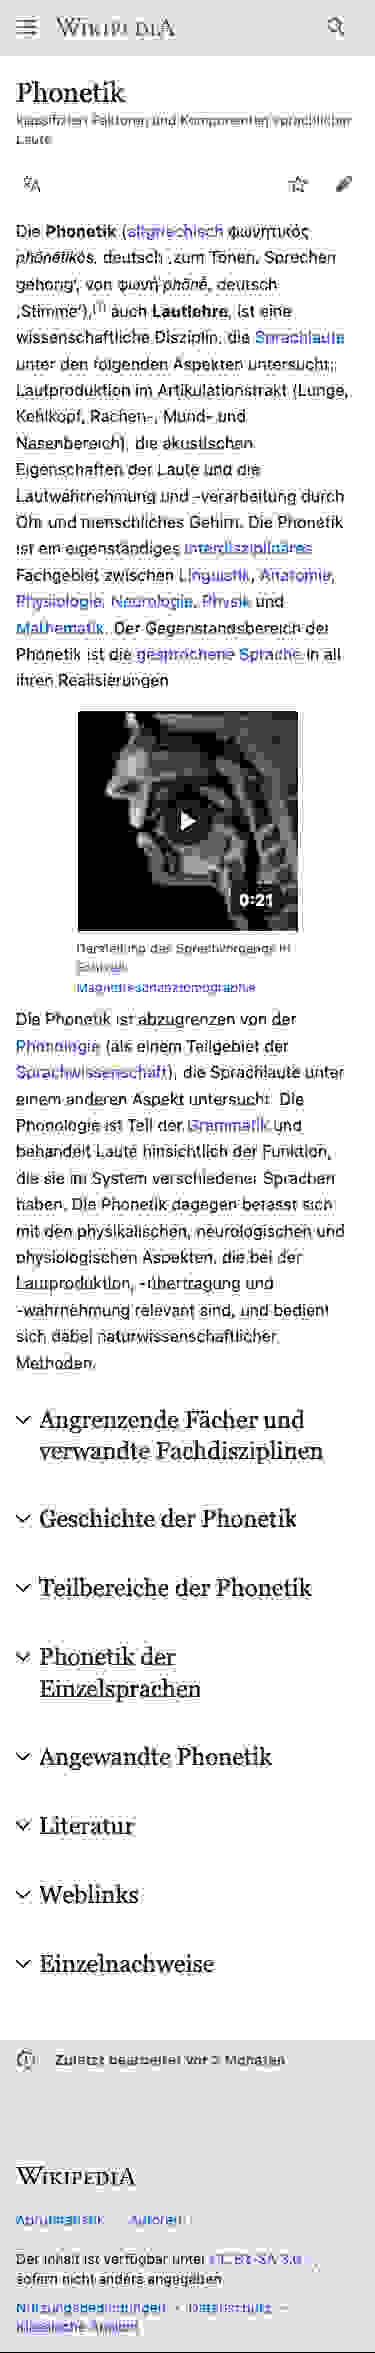 WIKIPEDIA
Phonetik
klassifizieren Faktoren und Komponenten sprachlicher
Laute
Die Phonetik (altgriechisch φωνητικός
phōnētikós, deutsch ‚zum Tönen, Sprechen
gehörig‘, von φωνή phōnḗ, deutsch
‚Stimme‘),[1] auch Lautlehre, ist eine
wissenschaftliche Disziplin, die Sprachlaute
unter den folgenden Aspekten untersucht:
Lautproduktion im Artikulationstrakt (Lunge,
Kehlkopf, Rachen-, Mund- und
Nasenbereich), die akustischen
Eigenschaften der Laute und die
Lautwahrnehmung und -verarbeitung durch
Ohr und menschliches Gehirn. Die Phonetik
ist ein eigenständiges interdisziplinäres
Fachgebiet zwischen Linguistik, Anatomie,
Physiologie, Neurologie, Physik und
Mathematik. Der Gegenstandsbereich der
Phonetik ist die gesprochene Sprache in all
ihren Realisierungen
0:21
Darstellung des Sprechvorgangs in
Echtzeit-
Magnetresonanztomographie
Die Phonetik ist abzugrenzen von der
Phonologie (als einem Teilgebiet der
Sprachwissenschaft), die Sprachlaute unter
einem anderen Aspekt untersucht: Die
Phonologie ist Teil der Grammatik und
behandelt Laute hinsichtlich der Funktion,
die sie im System verschiedener Sprachen
haben. Die Phonetik dagegen befasst sich
mit den physikalischen, neurologischen und
physiologischen Aspekten, die bei der
Lautproduktion, -übertragung und
-wahrnehmung relevant sind, und bedient
sich dabei naturwissenschaftlicher
Methoden.
Angrenzende Fächer und
verwandte Fachdisziplinen
Geschichte der Phonetik
Teilbereiche der Phonetik
Phonetik der
Einzelsprachen
Angewandte Phonetik
Literatur
Weblinks
Einzelnachweise
Zuletzt bearbeitet vor 2 Monaten
WIKIPEDIA
Abrufstatistik Autoren
Der Inhalt ist verfügbar unter CC BY-SA 3.0
sofern nicht anders angegeben
Nutzungsbedingungen • Datenschutz •
Klassische Ansicht